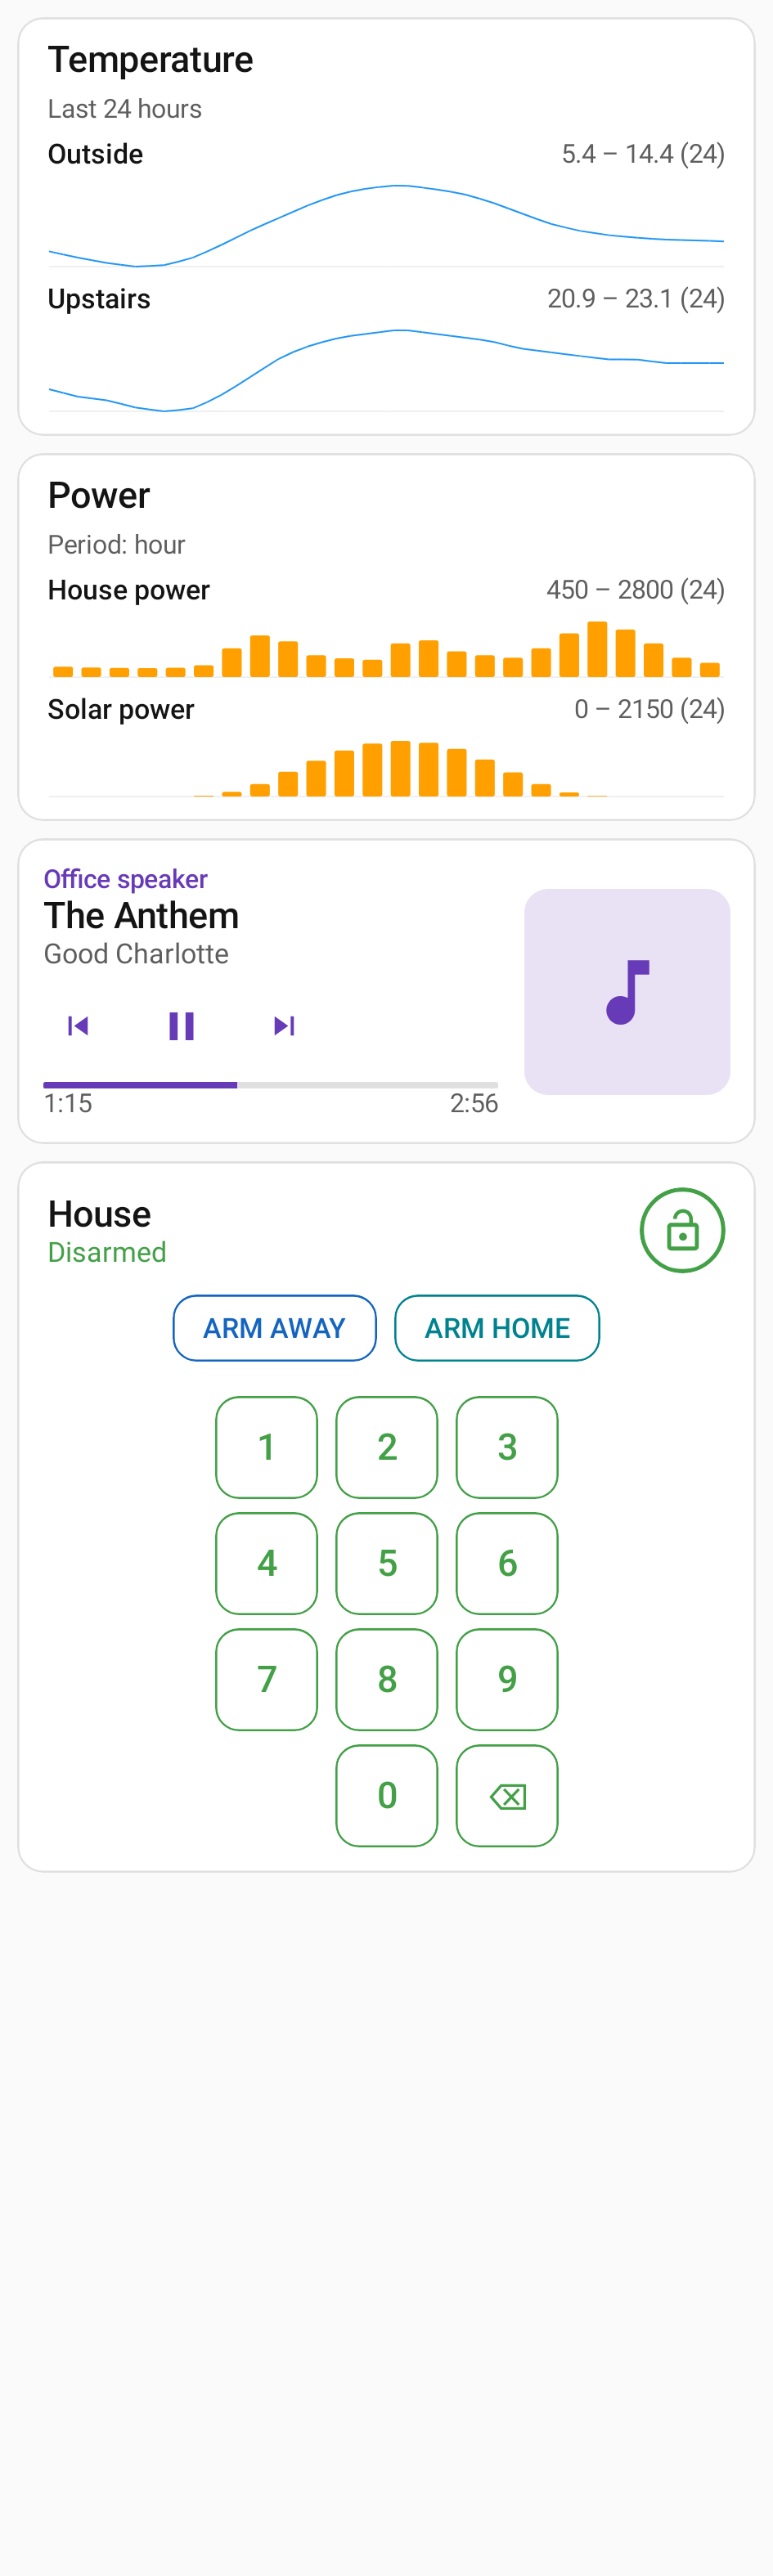 Temperature
Last 24 hours
Outside 5.4 – 14.4 (24)
Upstairs 20.9 – 23.1 (24)
Power
Period: hour
House power 450 – 2800 (24)
Solar power 0 – 2150 (24)
Office speaker
The Anthem
Good Charlotte
1:15 2:56
House
Disarmed
ARM AWAY ARM HOME
1 2 3
4 5 6
7 8 9
0